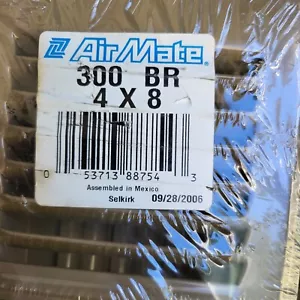 AirMate®
300 BR
4 X 8
0 53713 88754 3
Assembled in Mexico
Selkirk 09/28/2006